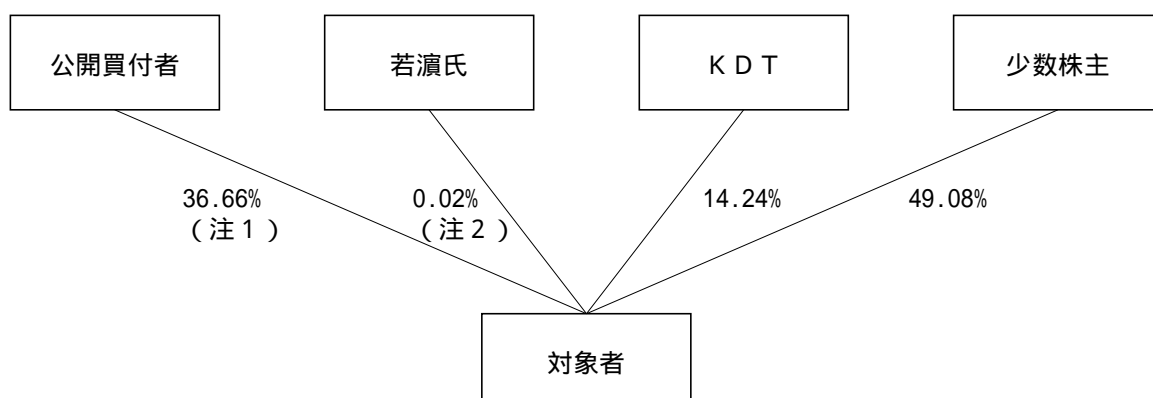 公開買付者
若濵氏
ＫＤＴ
少数株主
36.66%
（注１）
0.02%
（注２）
14.24%
49.08%
対象者